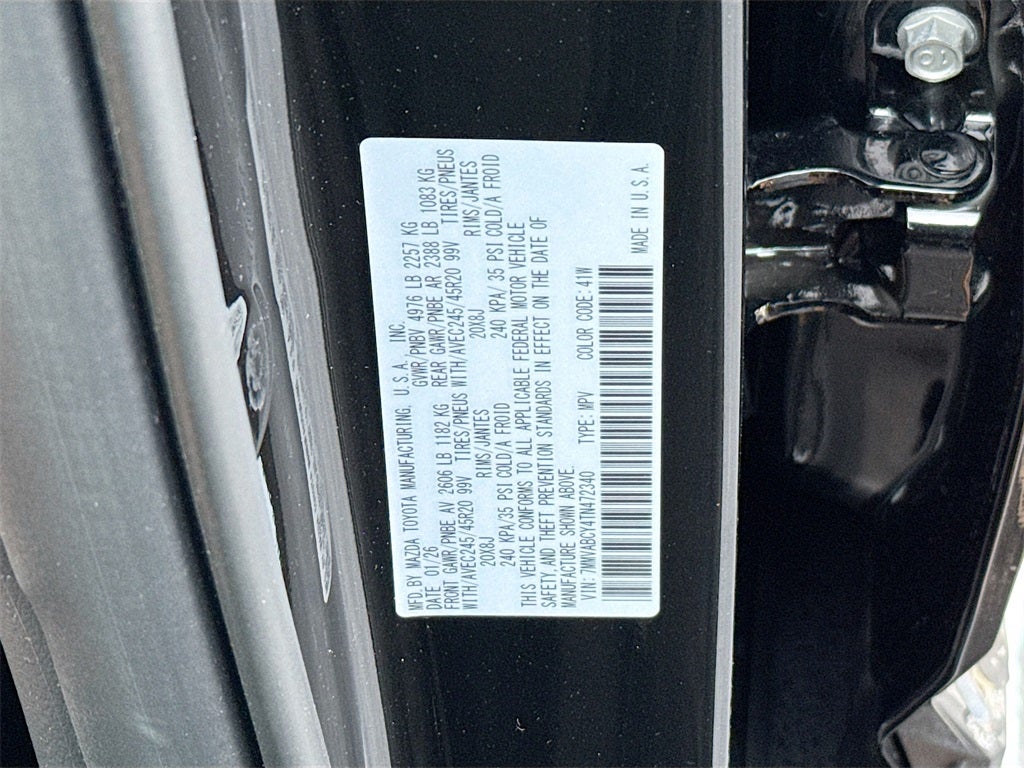 MFD. BY MAZDA TOYOTA MANUFACTURING, U.S.A., INC.
DATE 01/26 GVWR/PNBV 4976 LB 2257 KG
FRONT GAWR/PNBE AV 2606 LB 1182 KG REAR GAWR/PNBE AR 2388 LB 1083 KG
WITH/AVEC245/45R20 99V TIRES/PNEUS WITH/AVEC245/45R20 99V TIRES/PNEUS
20X8J RIMS/JANTES 20X8J RIMS/JANTES
240 KPA/35 PSI COLD/A FROID 240 KPA/35 PSI COLD/A FROID
THIS VEHICLE CONFORMS TO ALL APPLICABLE FEDERAL MOTOR VEHICLE
SAFETY AND THEFT PREVENTION STANDARDS IN EFFECT ON THE DATE OF
MANUFACTURE SHOWN ABOVE.
VIN: 7MMVABCY4TN472340 TYPE: MPV COLOR CODE: 41W
MADE IN U.S.A.
10